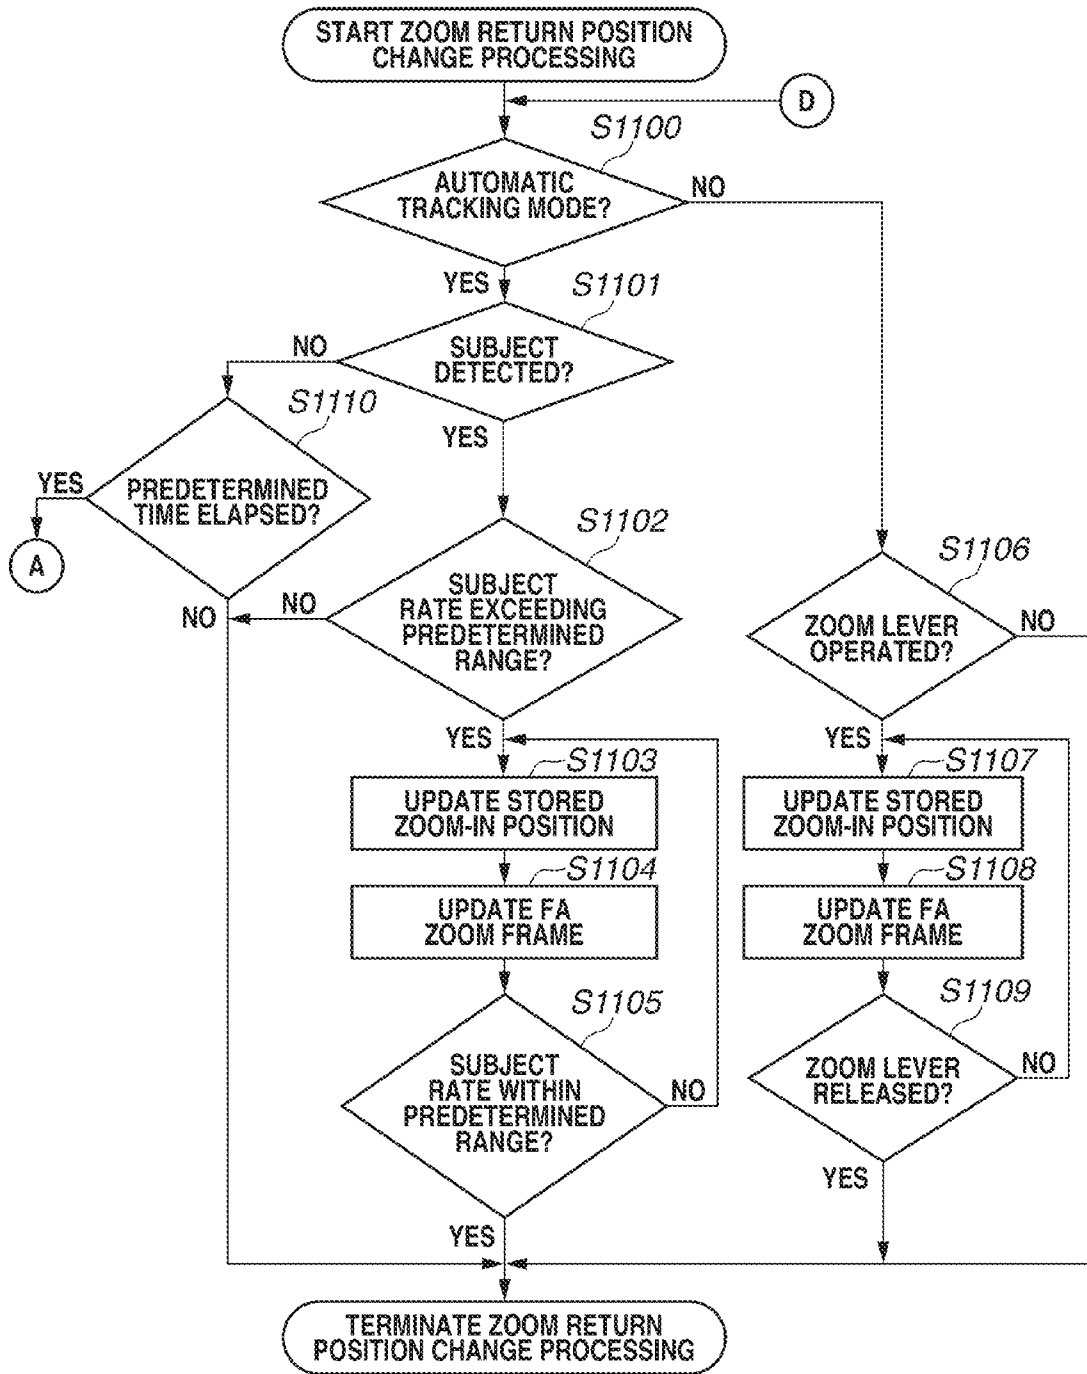 START ZOOM RETURN POSITION
CHANGE PROCESSING
D
S1100
AUTOMATIC
TRACKING MODE?
NO
YES
S1101
SUBJECT
DETECTED?
NO
YES
S1110
PREDETERMINED
TIME ELAPSED?
YES
A
NO
S1102
SUBJECT
RATE EXCEEDING
PREDETERMINED
RANGE?
NO
YES
S1106
ZOOM LEVER
OPERATED?
NO
YES
S1103
UPDATE STORED
ZOOM-IN POSITION
S1104
UPDATE FA
ZOOM FRAME
S1105
SUBJECT
RATE WITHIN
PREDETERMINED
RANGE?
NO
YES
S1107
UPDATE STORED
ZOOM-IN POSITION
S1108
UPDATE FA
ZOOM FRAME
S1109
ZOOM LEVER
RELEASED?
NO
YES
TERMINATE ZOOM RETURN
POSITION CHANGE PROCESSING